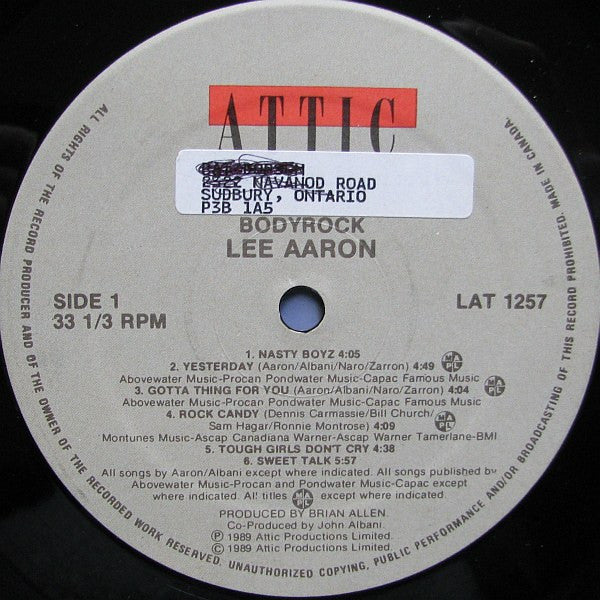 ATTIC
2322 NAVANOD ROAD
SUDBURY, ONTARIO
P3B 1A5
BODYROCK
LEE AARON
SIDE 1
33 1/3 RPM
LAT 1257
1. NASTY BOYZ 4:05
2. YESTERDAY (Aaron/Albani/Naro/Zarron) 4:49 MAPL
Abovewater Music-Procan Pondwater Music-Capac Famous Music
3. GOTTA THING FOR YOU (Aaron/Albani/Naro/Zarron) 4:04 MAPL
Abovewater Music-Procan Pondwater Music-Capac Famous Music
4. ROCK CANDY (Dennis Carmassie/Bill Church/ MAPL
Sam Hagar/Ronnie Montrose) 4:09
Montunes Music-Ascap Canadiana Warner-Ascap Warner Tamerlane-BMI
5. TOUGH GIRLS DON'T CRY 4:38
6. SWEET TALK 5:57
All songs by Aaron/Albani except where indicated. All songs published by
Abovewater Music-Procan and Pondwater Music-Capac except
where indicated. All titles MAPL except where indicated.
PRODUCED BY BRIAN ALLEN.
Co-Produced by John Albani.
Ⓟ 1989 Attic Productions Limited.
© 1989 Attic Productions Limited.
ALL RIGHTS OF THE RECORD PRODUCER AND OF THE OWNER OF THE RECORDED WORK RESERVED. UNAUTHORIZED COPYING, PUBLIC PERFORMANCE AND/OR BROADCASTING OF THIS RECORD PROHIBITED. MADE IN CANADA.